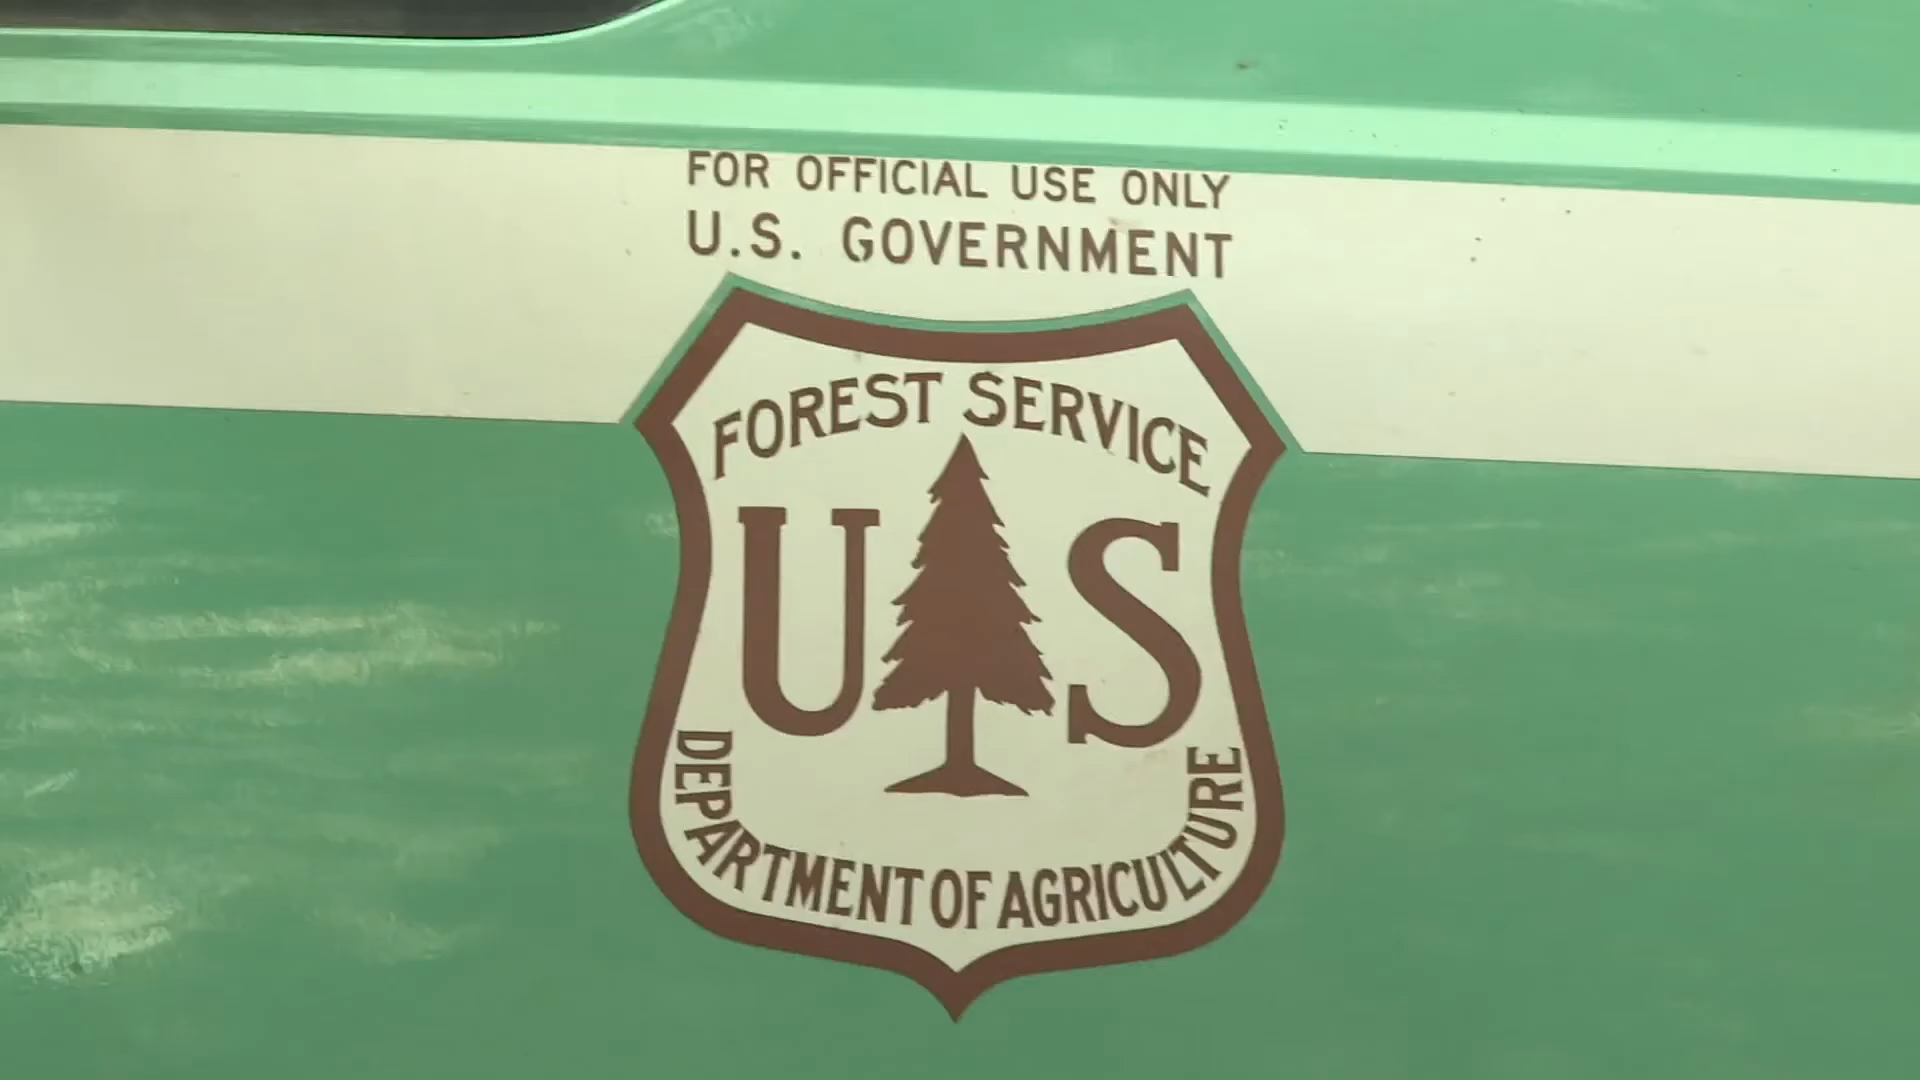 FOR OFFICIAL USE ONLY
U.S. GOVERNMENT
FOREST SERVICE
U S
DEPARTMENT OF AGRICULTURE